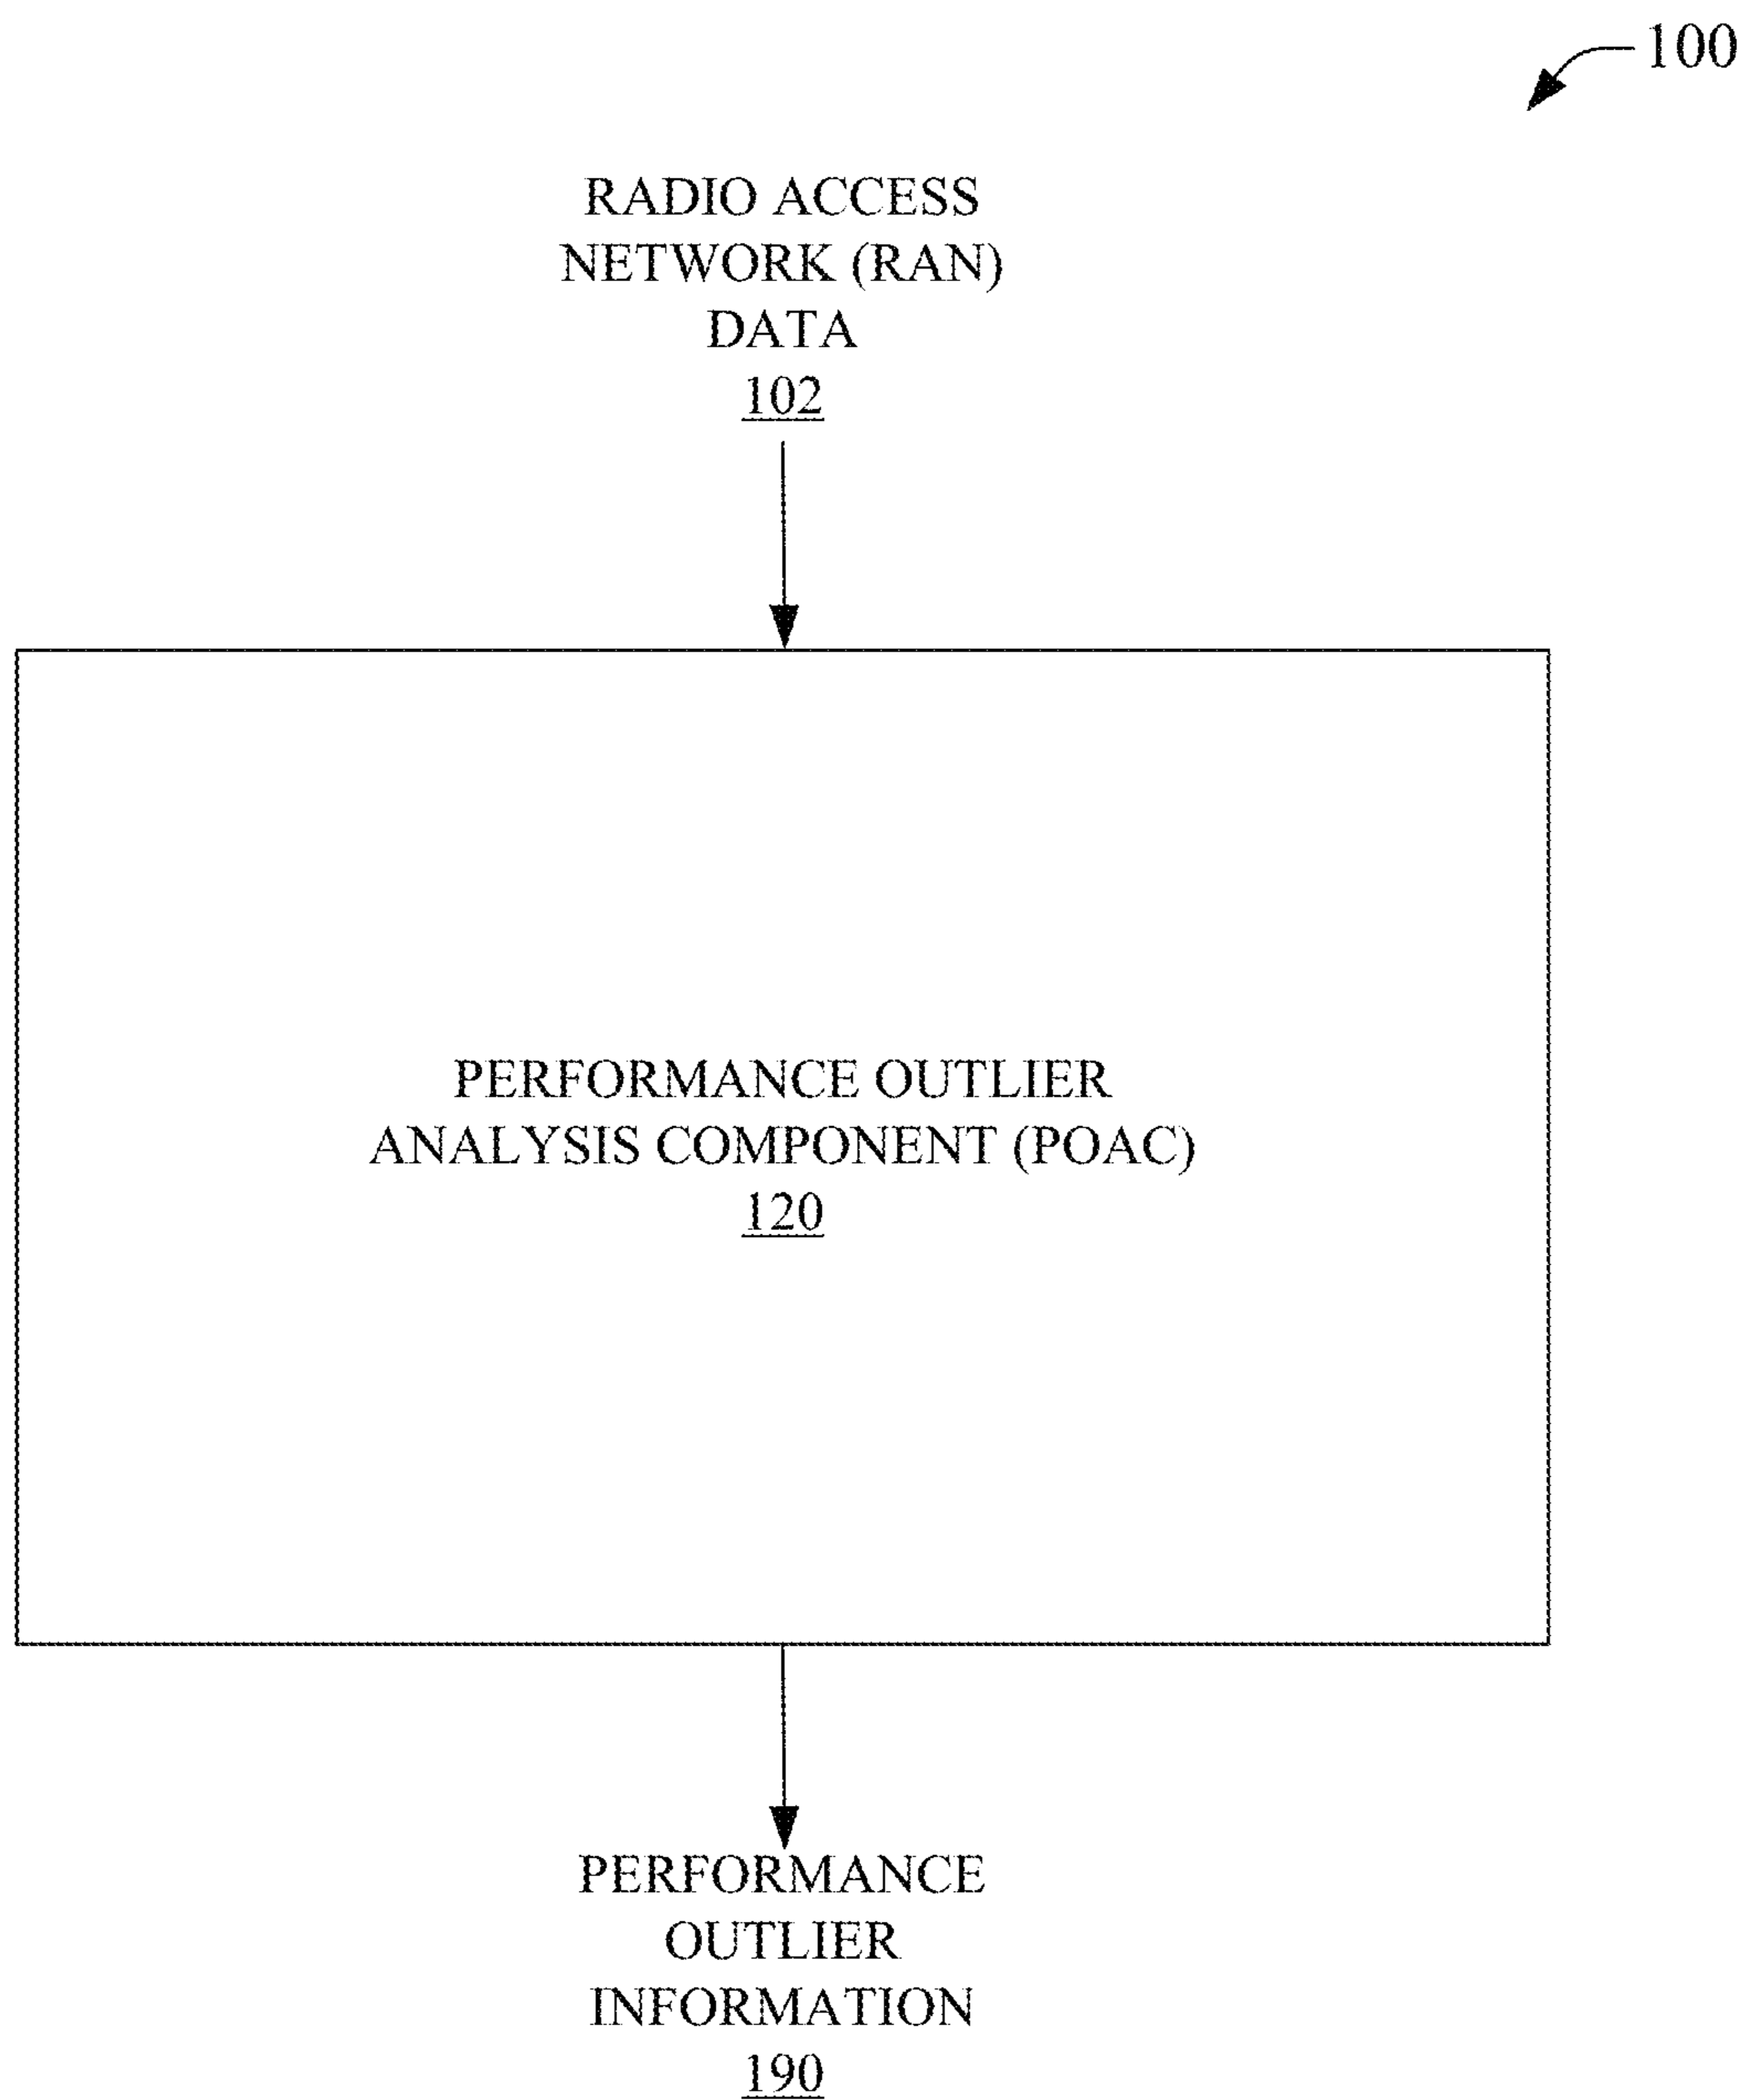 100
RADIO ACCESS
NETWORK (RAN)
DATA
102
PERFORMANCE OUTLIER
ANALYSIS COMPONENT (POAC)
120
PERFORMANCE
OUTLIER
INFORMATION
190